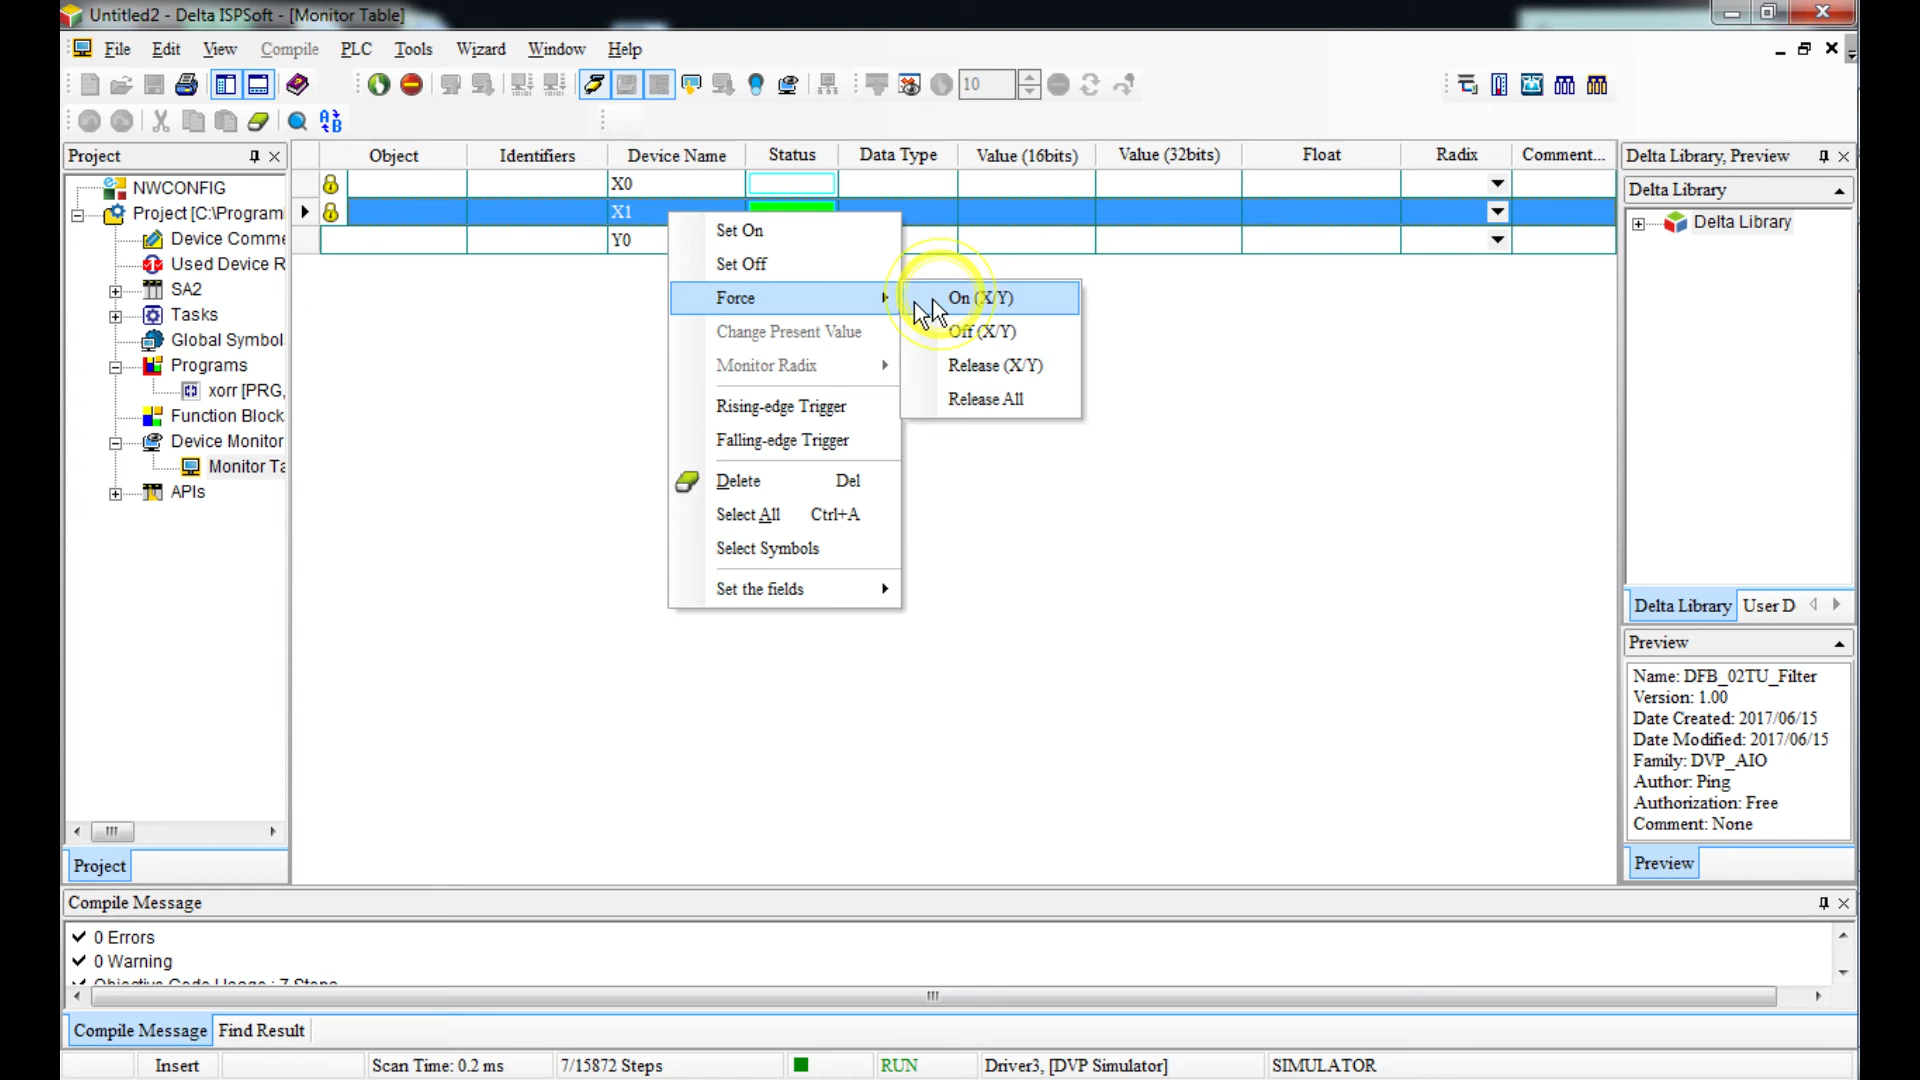 Untitled2 - Delta ISPSoft - [Monitor Table]
File Edit View Compile PLC Tools Wizard Window Help
10
Project
NWCONFIG
Project [C:\Program
Device Comme
Used Device R
SA2
Tasks
Global Symbol
Programs
xorr [PRG,
Function Block
Device Monitor
Monitor Ta
APIs
Project
Object Identifiers Device Name Status Data Type Value (16bits) Value (32bits) Float Radix Comment...
X0
X1
Y0
Set On
Set Off
Force
Change Present Value
Monitor Radix
Rising-edge Trigger
Falling-edge Trigger
Delete Del
Select All Ctrl+A
Select Symbols
Set the fields
On (X/Y)
Off (X/Y)
Release (X/Y)
Release All
Delta Library, Preview
Delta Library
Delta Library
Delta Library User D
Preview
Name: DFB_02TU_Filter
Version: 1.00
Date Created: 2017/06/15
Date Modified: 2017/06/15
Family: DVP_AIO
Author: Ping
Authorization: Free
Comment: None
Preview
Compile Message
0 Errors
0 Warning
Objective Code Usage : 7 Steps
Compile Message Find Result
Insert Scan Time: 0.2 ms 7/15872 Steps RUN Driver3, [DVP Simulator] SIMULATOR